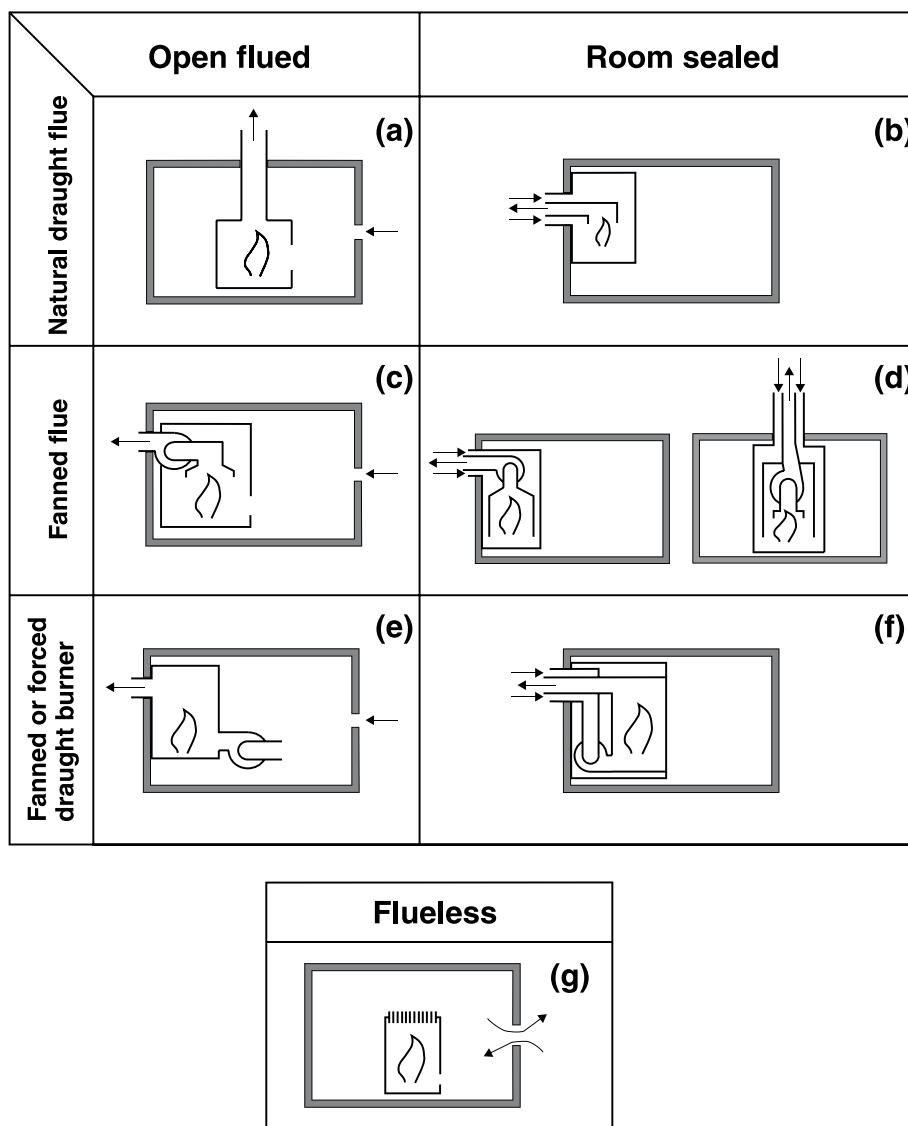 Open flued
Room sealed
Natural draught flue
(a)
(b)
Fanned flue
(c)
(d)
Fanned or forced
draught burner
(e)
(f)
Flueless
(g)